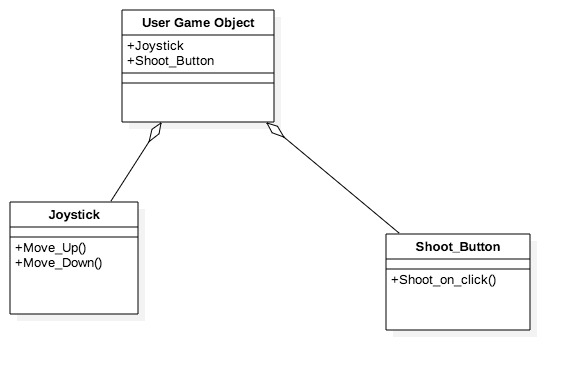 User Game Object
+Joystick
+Shoot_Button
Joystick
+Move_Up()
+Move_Down()
Shoot_Button
+Shoot_on_click()